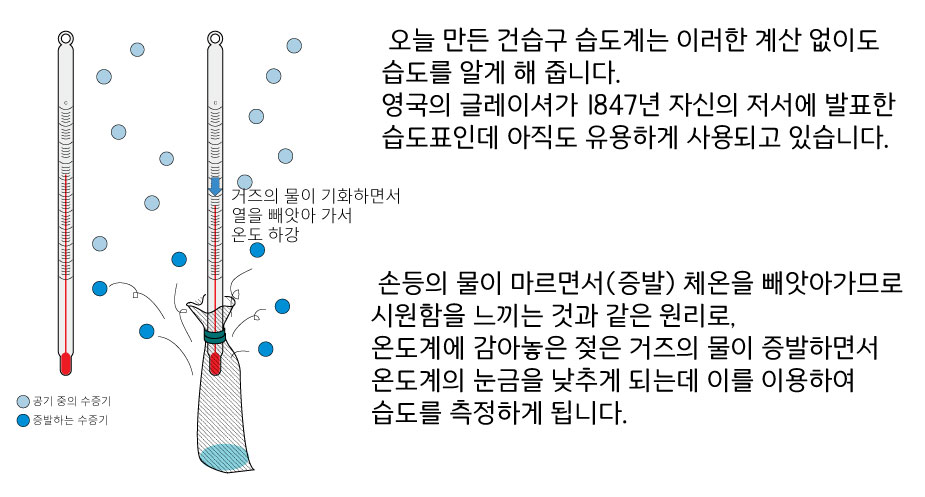 오늘 만든 건습구 습도계는 이러한 계산 없이도
습도를 알게 해 줍니다.
영국의 글레이셔가 1847년 자신의 저서에 발표한
습도표인데 아직도 유용하게 사용되고 있습니다.
거즈의 물이 기화하면서
열을 빼앗아 가서
온도 하강
손등의 물이 마르면서(증발) 체온을 빼앗아가므로
시원함을 느끼는 것과 같은 원리로,
온도계에 감아놓은 젖은 거즈의 물이 증발하면서
온도계의 눈금을 낮추게 되는데 이를 이용하여
습도를 측정하게 됩니다.
공기 중의 수증기
증발하는 수증기